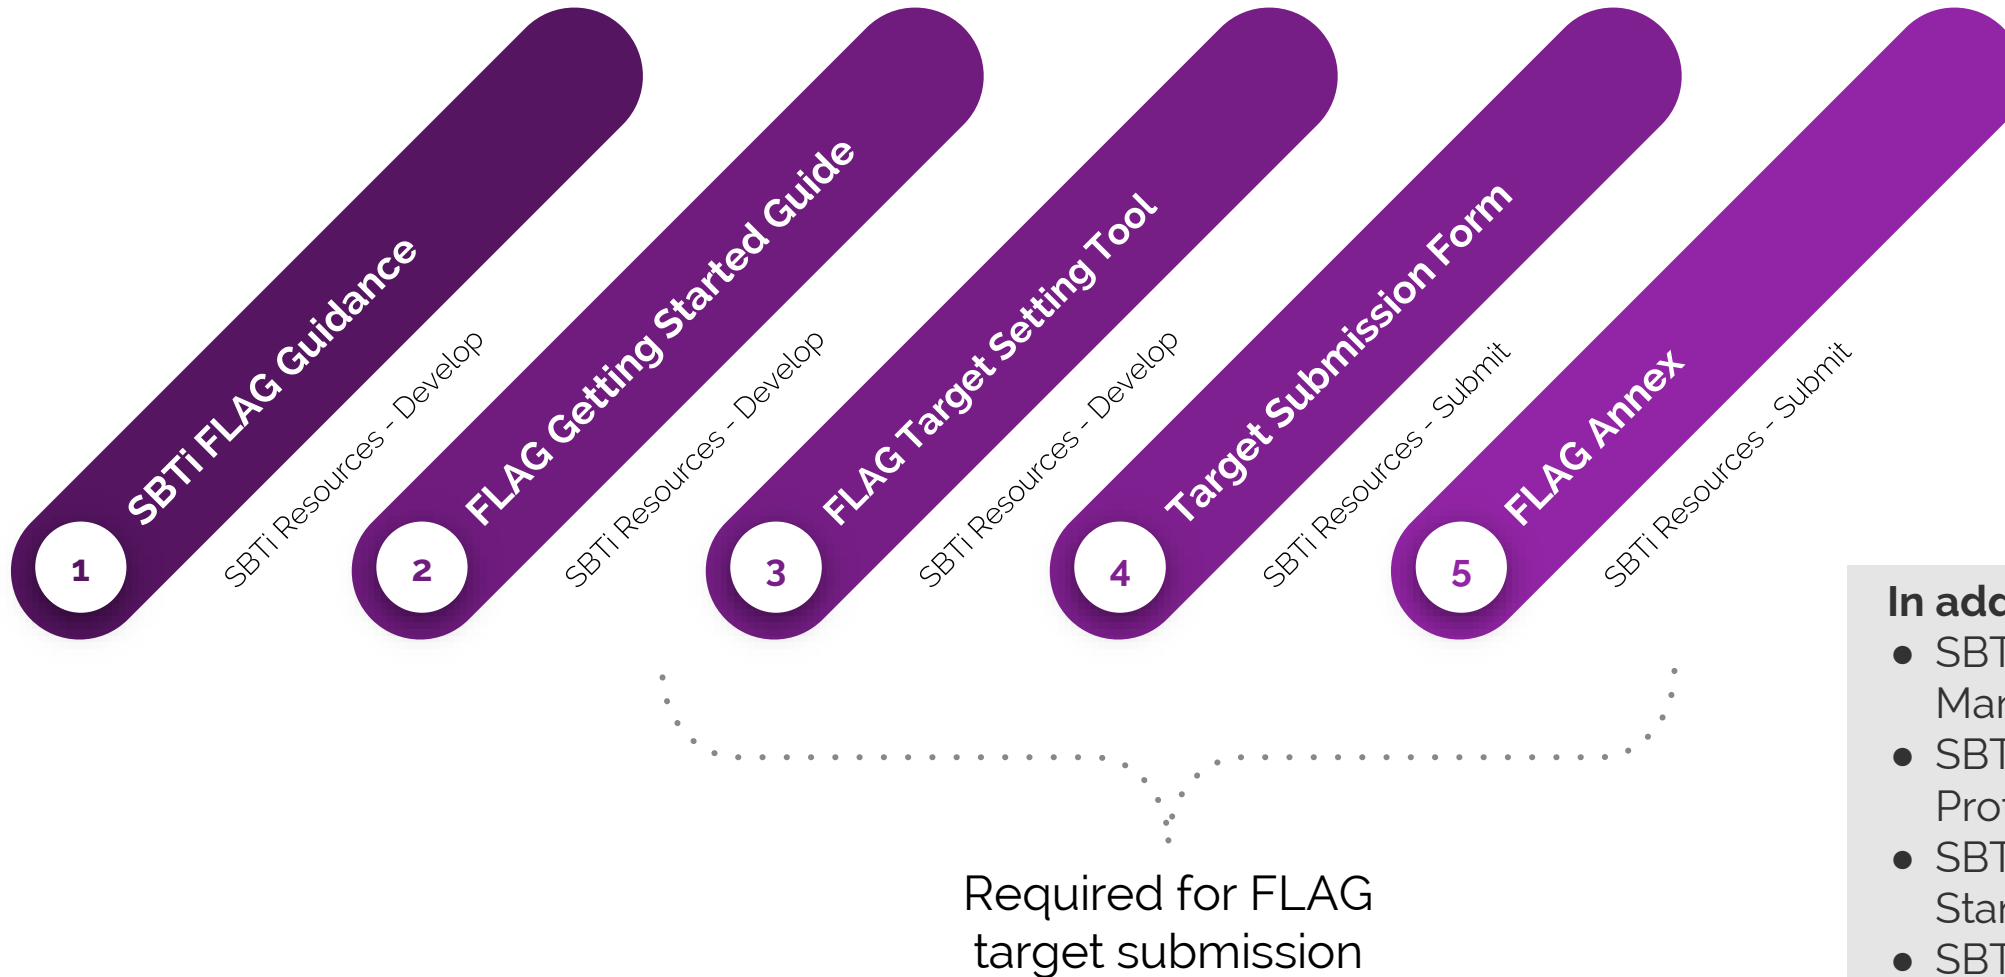 1
SBTi FLAG Guidance
SBTi Resources - Develop
2
FLAG Getting Started Guide
SBTi Resources - Develop
3
FLAG Target Setting Tool
SBTi Resources - Develop
4
Target Submission Form
SBTi Resources - Submit
5
FLAG Annex
SBTi Resources - Submit
Required for FLAG
target submission
In